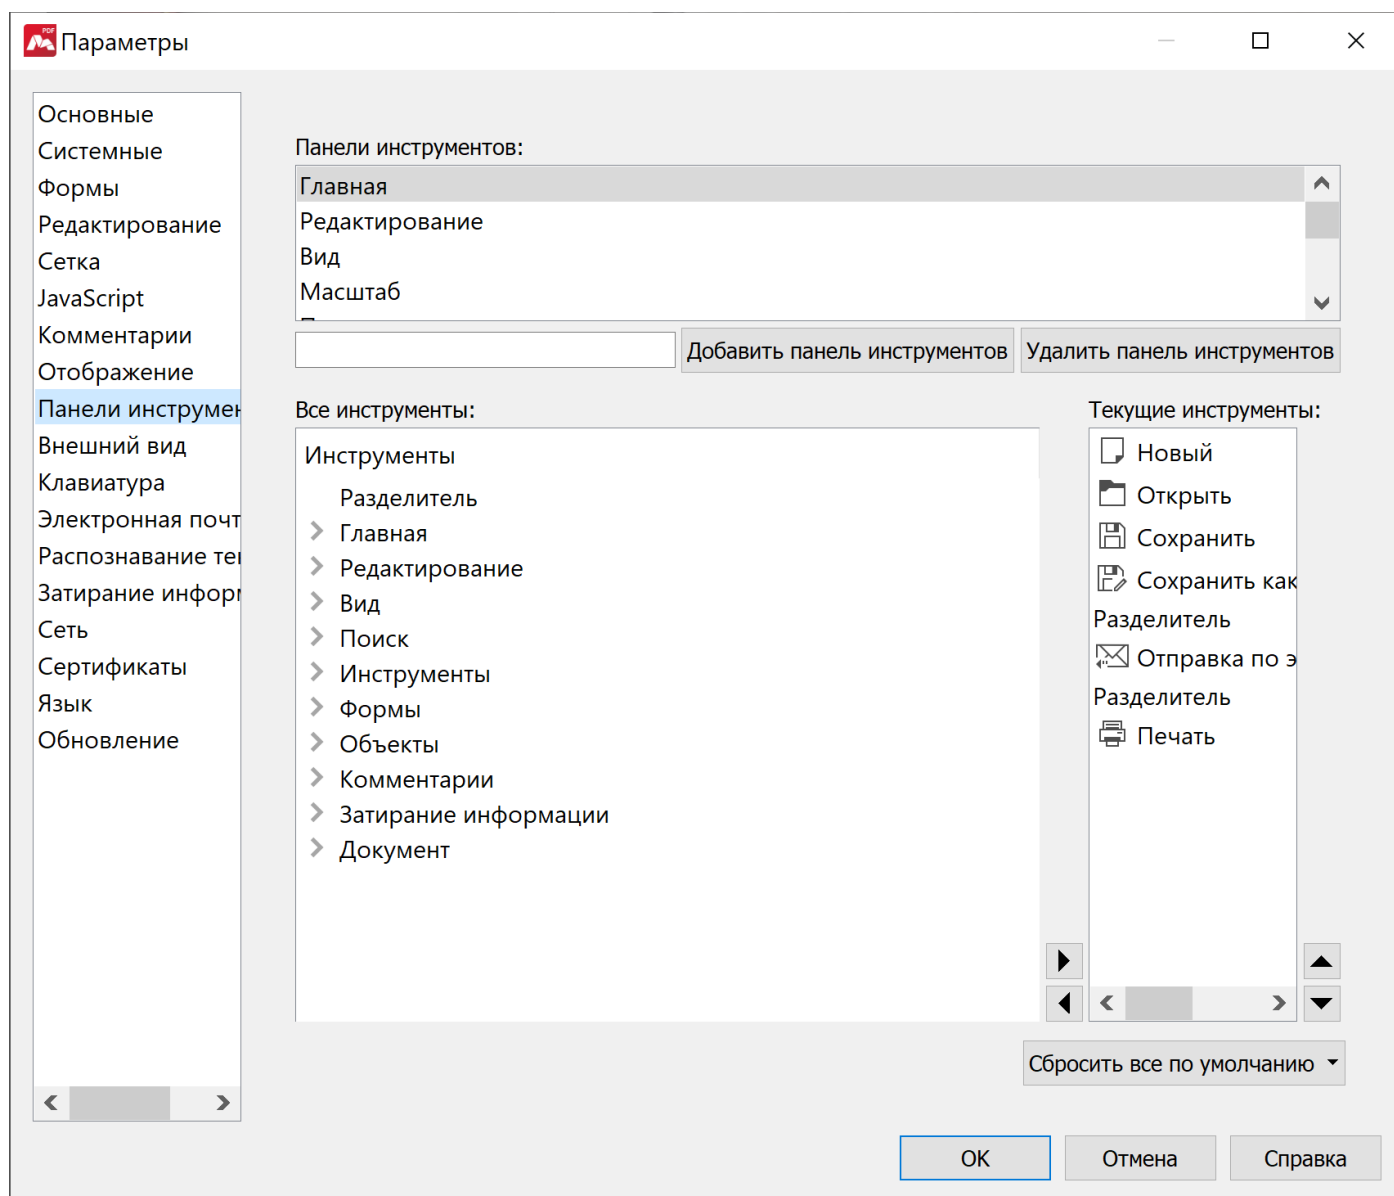 PDF
Параметры
Основные
Системные
Формы
Редактирование
Сетка
JavaScript
Комментарии
Отображение
Панели инструмен
Внешний вид
Клавиатура
Электронная почт
Распознавание те
Затирание инфор
Сеть
Сертификаты
Язык
Обновление
Панели инструментов:
Главная
Редактирование
Вид
Масштаб
Добавить панель инструментов
Удалить панель инструментов
Все инструменты:
Инструменты
Разделитель
Главная
Редактирование
Вид
Поиск
Инструменты
Формы
Объекты
Комментарии
Затирание информации
Документ
Текущие инструменты:
Новый
Открыть
Сохранить
Сохранить как
Разделитель
Отправка по э
Разделитель
Печать
Сбросить все по умолчанию
OK
Отмена
Справка